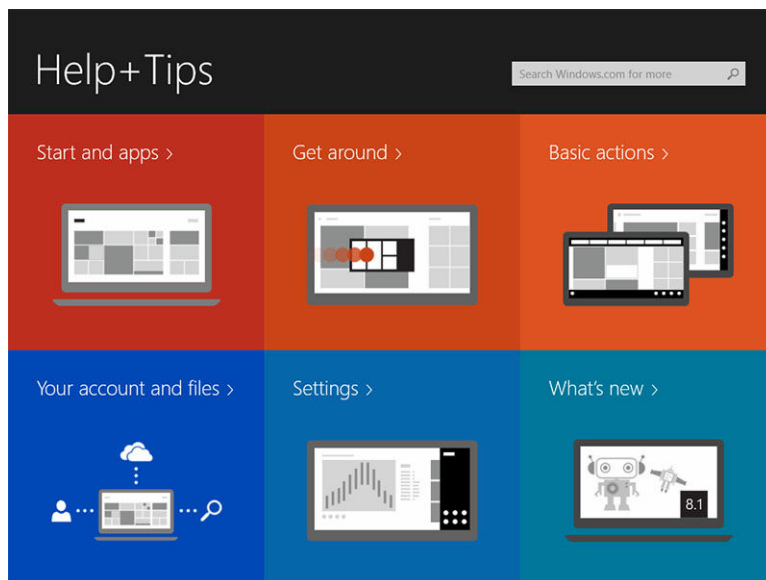 Help+Tips
Search Windows.com for more
Start and apps >
Get around >
Basic actions >
Your account and files >
Settings >
What's new >
8.1